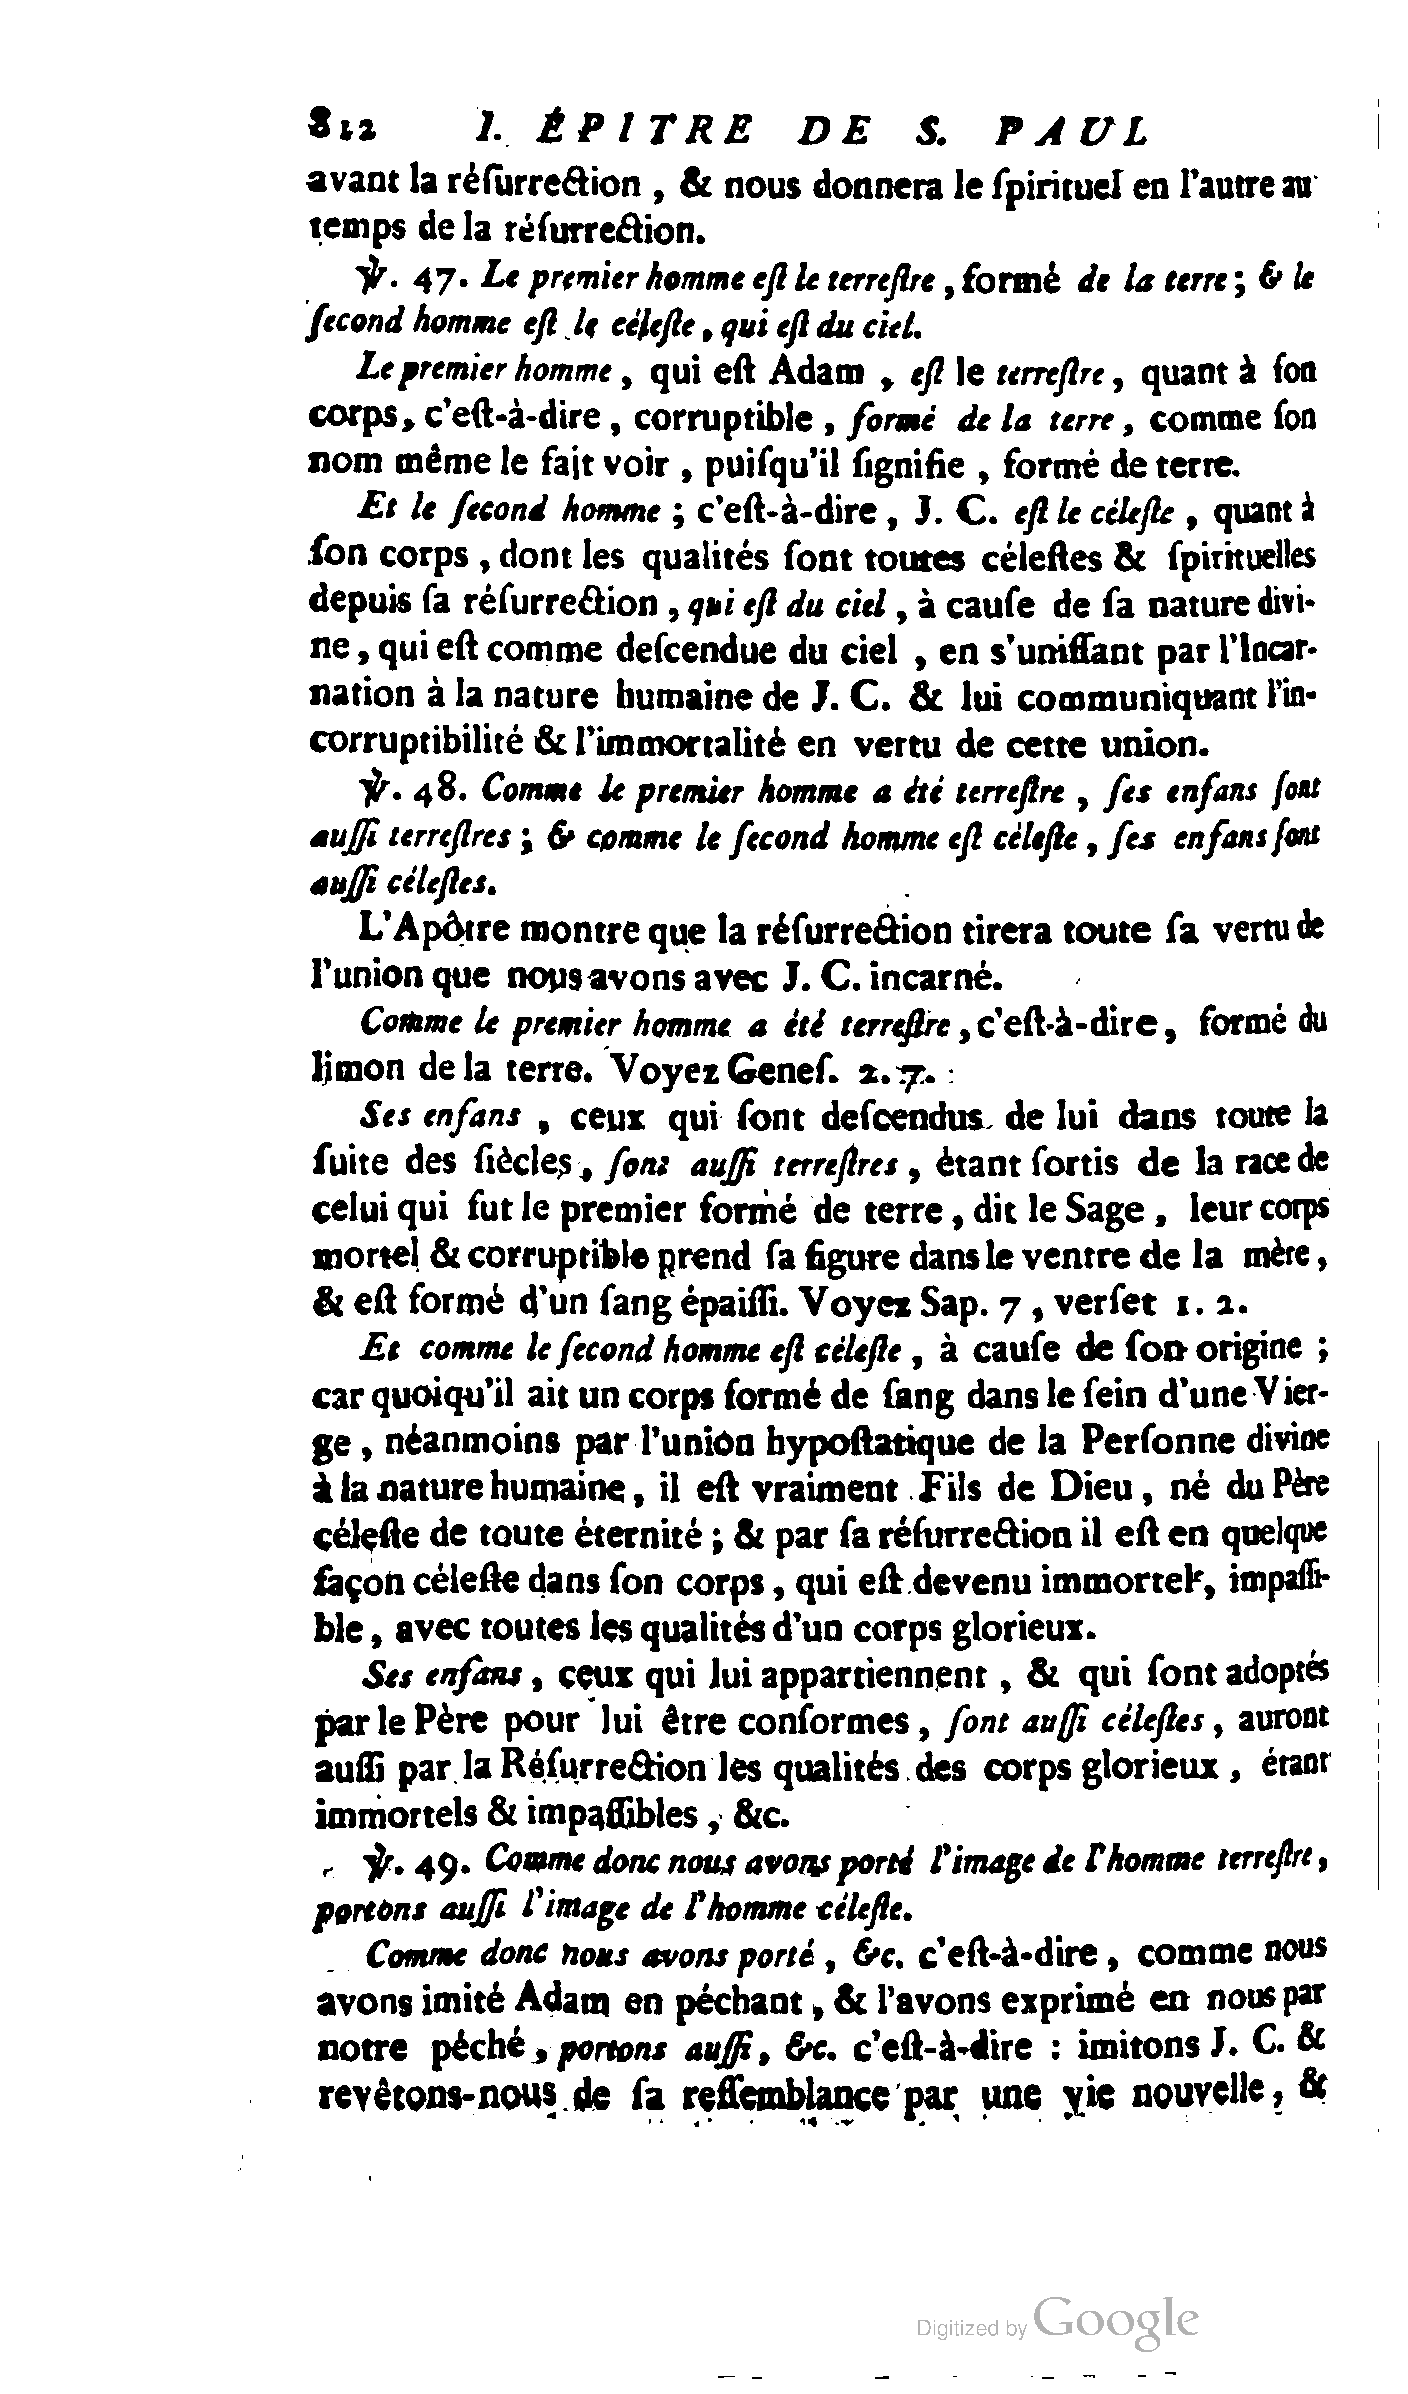 812 I. ÉPITRE DE S. PAUL
avant la réſurrection, & nous donnera le ſpirituel en l'autre au
temps de la réſurrection.
℣. 47. Le premier homme eſt le terreſtre, formé de la terre; & le
ſecond homme eſt le céleſte, qui eſt du ciel.
Le premier homme, qui eſt Adam, eſt le terreſtre, quant à ſon
corps, c'eſt-à-dire, corruptible, formé de la terre, comme ſon
nom même le fait voir, puiſqu'il ſignifie, formé de terre.
Et le ſecond homme; c'eſt-à-dire, J. C. eſt le céleſte, quant à
ſon corps, dont les qualités ſont toutes céleſtes & ſpirituelles
depuis ſa réſurrection, qui eſt du ciel, à cauſe de ſa nature divi-
ne, qui eſt comme deſcendue du ciel, en s'uniſſant par l'Incar-
nation à la nature humaine de J. C. & lui communiquant l'in-
corruptibilité & l'immortalité en vertu de cette union.
℣. 48. Comme le premier homme a été terreſtre, ſes enfans ſont
auſſi terreſtres; & comme le ſecond homme eſt céleſte, ſes enfans ſont
auſſi céleſtes.
L'Apôtre montre que la réſurrection tirera toute ſa vertu de
l'union que nous avons avec J. C. incarné.
Comme le premier homme a été terreſtre, c'eſt-à-dire, formé du
limon de la terre. Voyez Geneſ. 2. 7.
Ses enfans, ceux qui ſont deſcendus de lui dans toute la
ſuite des ſiècles, ſont auſſi terreſtres, étant ſortis de la race de
celui qui fut le premier formé de terre, dit le Sage, leur corps
mortel & corruptible prend ſa figure dans le ventre de la mère,
& eſt formé d'un ſang épaiſſi. Voyez Sap. 7, verſet 1. 2.
Et comme le ſecond homme eſt céleſte, à cauſe de ſon origine;
car quoiqu'il ait un corps formé de ſang dans le ſein d'une Vier-
ge, néanmoins par l'union hypoſtatique de la Perſonne divine
à la nature humaine, il eſt vraiment Fils de Dieu, né du Père
céleſte de toute éternité; & par ſa réſurrection il eſt en quelque
façon céleſte dans ſon corps, qui eſt devenu immortel, impaſſi-
ble, avec toutes les qualités d'un corps glorieux.
Ses enfans, ceux qui lui appartiennent, & qui ſont adoptés
par le Père pour lui être conformes, ſont auſſi céleſtes, auront
auſſi par la Réſurrection les qualités des corps glorieux, étant
immortels & impaſſibles, &c.
℣. 49. Comme donc nous avons porté l'image de l'homme terreſtre,
portons auſſi l'image de l'homme céleſte.
Comme donc nous avons porté, &c. c'eſt-à-dire, comme nous
avons imité Adam en péchant, & l'avons exprimé en nous par
notre péché, portons auſſi, &c. c'eſt-à-dire : imitons J. C. &
revêtons-nous de ſa reſſemblance par une vie nouvelle, &
Digitized by Google